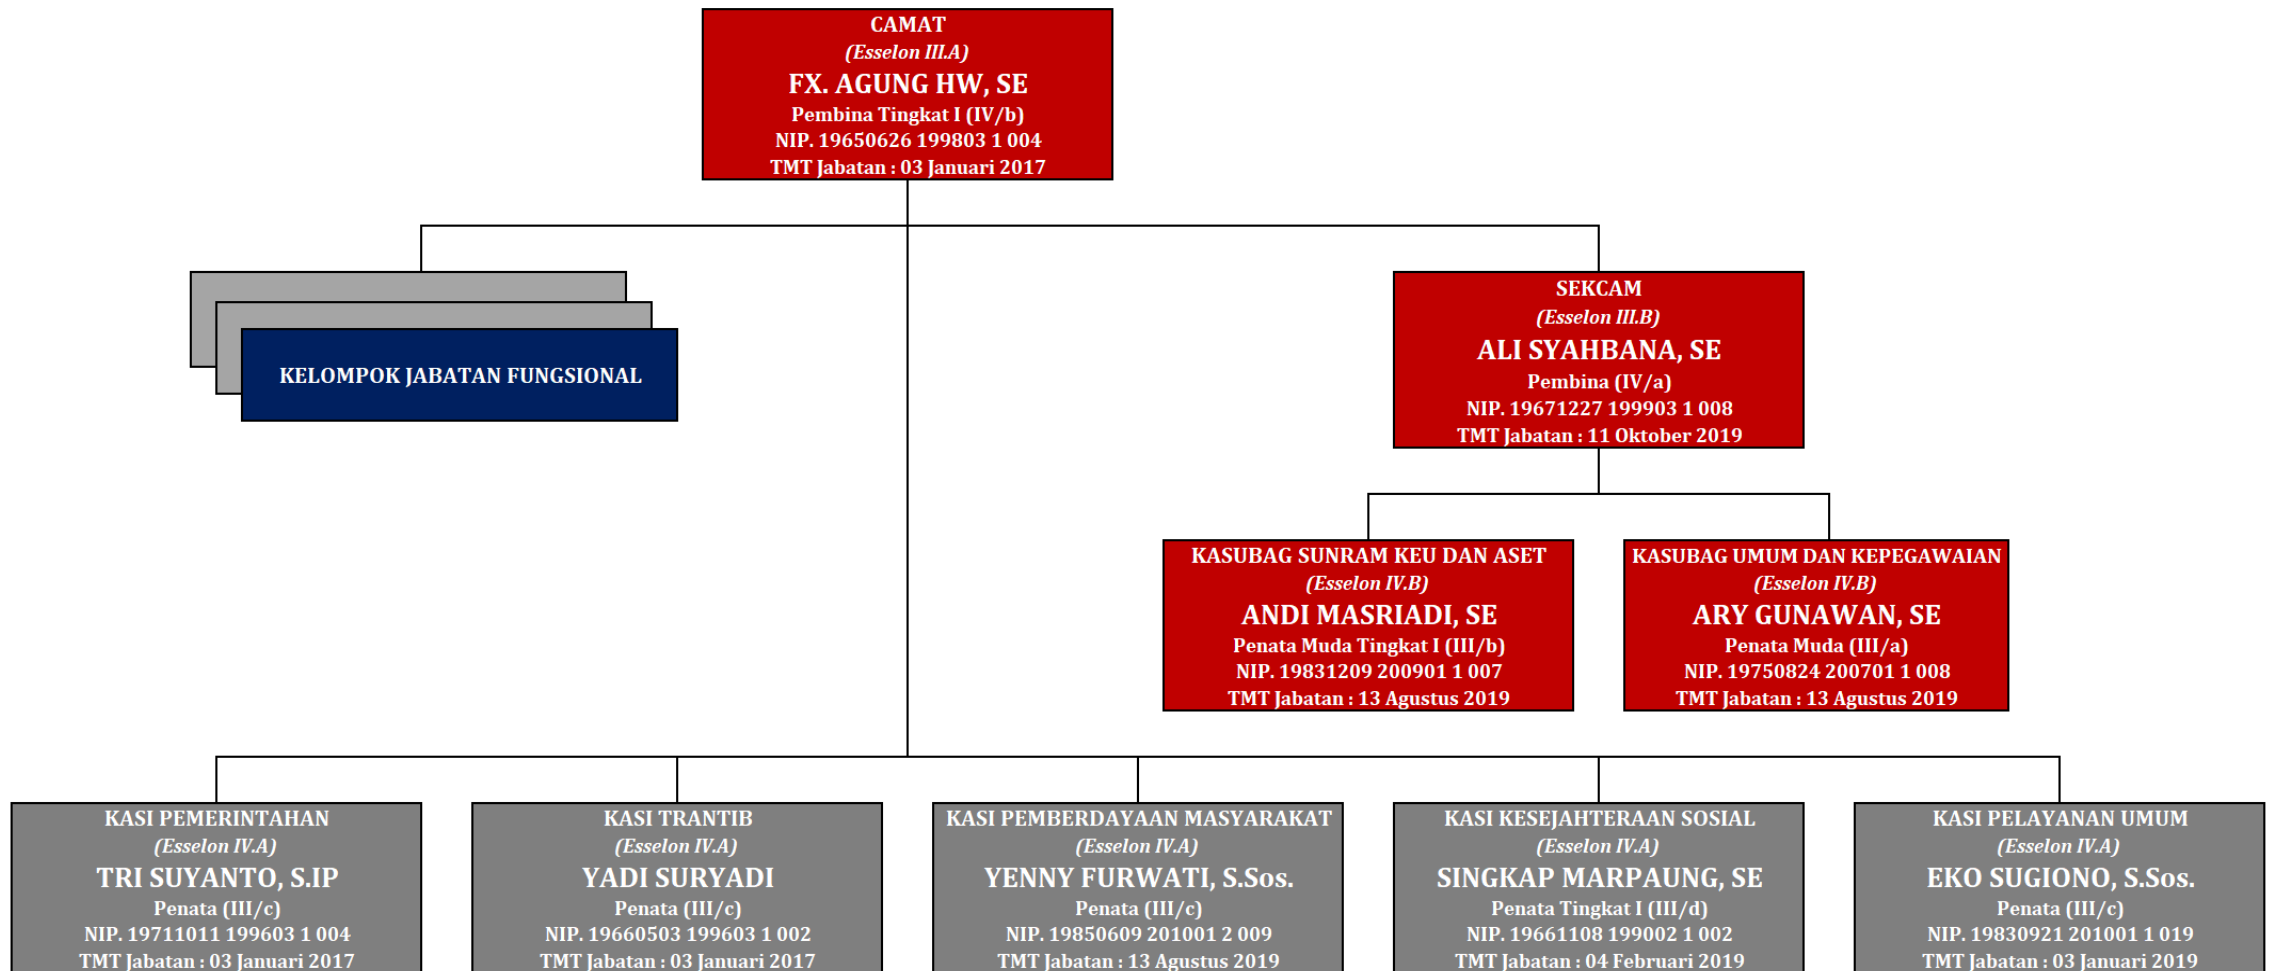 CAMAT
(Esselon III.A)
FX. AGUNG HW, SE
Pembina Tingkat I (IV/b)
NIP. 19650626 199803 1 004
TMT Jabatan : 03 Januari 2017
KELOMPOK JABATAN FUNGSIONAL
SEKCAM
(Esselon III.B)
ALI SYAHBANA, SE
Pembina (IV/a)
NIP. 19671227 199903 1 008
TMT Jabatan : 11 Oktober 2019
KASUBAG SUNRAM KEU DAN ASET
(Esselon IV.B)
ANDI MASRIADI, SE
Penata Muda Tingkat I (III/b)
NIP. 19831209 200901 1 007
TMT Jabatan : 13 Agustus 2019
KASUBAG UMUM DAN KEPEGAWAIAN
(Esselon IV.B)
ARY GUNAWAN, SE
Penata Muda (III/a)
NIP. 19750824 200701 1 008
TMT Jabatan : 13 Agustus 2019
KASI PEMERINTAHAN
(Esselon IV.A)
TRI SUYANTO, S.IP
Penata (III/c)
NIP. 19711011 199603 1 004
TMT Jabatan : 03 Januari 2017
KASI TRANTIB
(Esselon IV.A)
YADI SURYADI
Penata (III/c)
NIP. 19660503 199603 1 002
TMT Jabatan : 03 Januari 2017
KASI PEMBERDAYAAN MASYARAKAT
(Esselon IV.A)
YENNY FURWATI, S.Sos.
Penata (III/c)
NIP. 19850609 201001 2 009
TMT Jabatan : 13 Agustus 2019
KASI KESEJAHTERAAN SOSIAL
(Esselon IV.A)
SINGKAP MARPAUNG, SE
Penata Tingkat I (III/d)
NIP. 19661108 199002 1 002
TMT Jabatan : 04 Februari 2019
KASI PELAYANAN UMUM
(Esselon IV.A)
EKO SUGIONO, S.Sos.
Penata (III/c)
NIP. 19830921 201001 1 019
TMT Jabatan : 03 Januari 2019